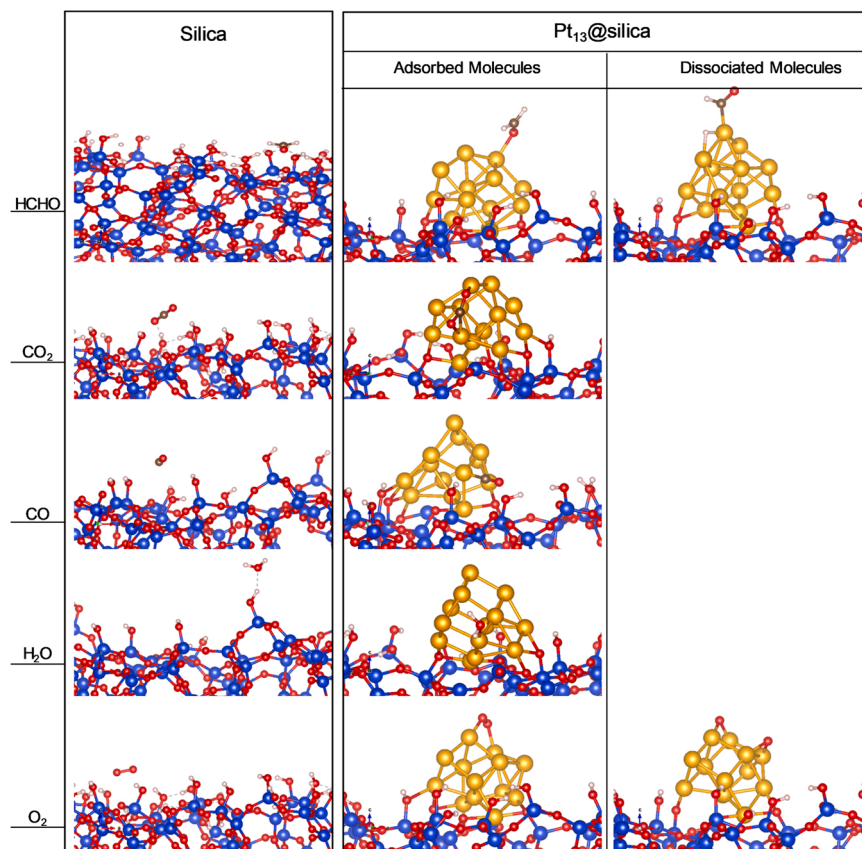 Silica
Pt₁₃@silica
Adsorbed Molecules
Dissociated Molecules
HCHO
c
c
CO₂
c
CO
H₂O
c
O₂
c
c